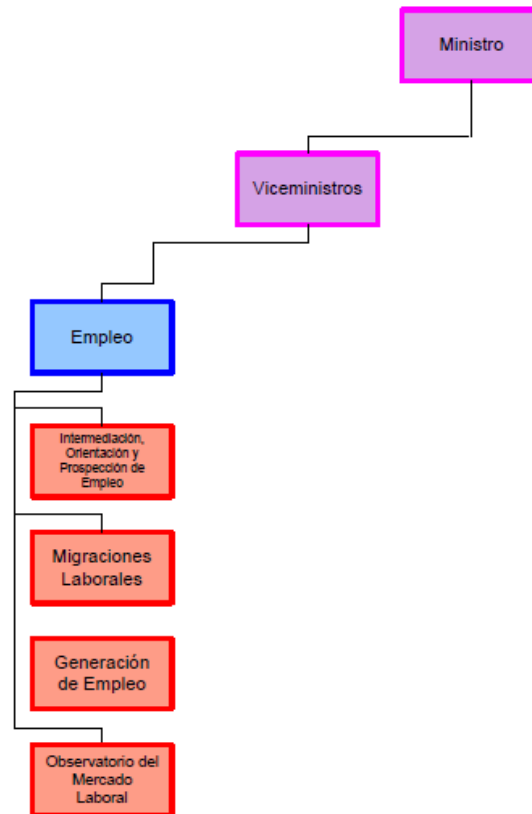 Ministro
Viceministros
Empleo
Intermediación,
Orientación y
Prospección de
Empleo
Migraciones
Laborales
Generación
de Empleo
Observatorio del
Mercado
Laboral